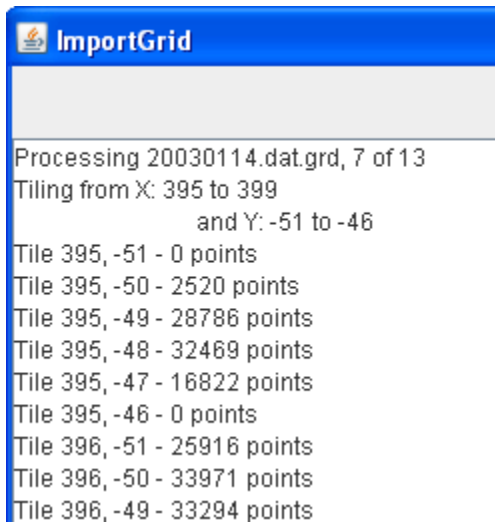 ImportGrid
Processing 20030114.dat.grd, 7 of 13
Tiling from X: 395 to 399
and Y: -51 to -46
Tile 395, -51 - 0 points
Tile 395, -50 - 2520 points
Tile 395, -49 - 28786 points
Tile 395, -48 - 32469 points
Tile 395, -47 - 16822 points
Tile 395, -46 - 0 points
Tile 396, -51 - 25916 points
Tile 396, -50 - 33971 points
Tile 396, -49 - 33294 points